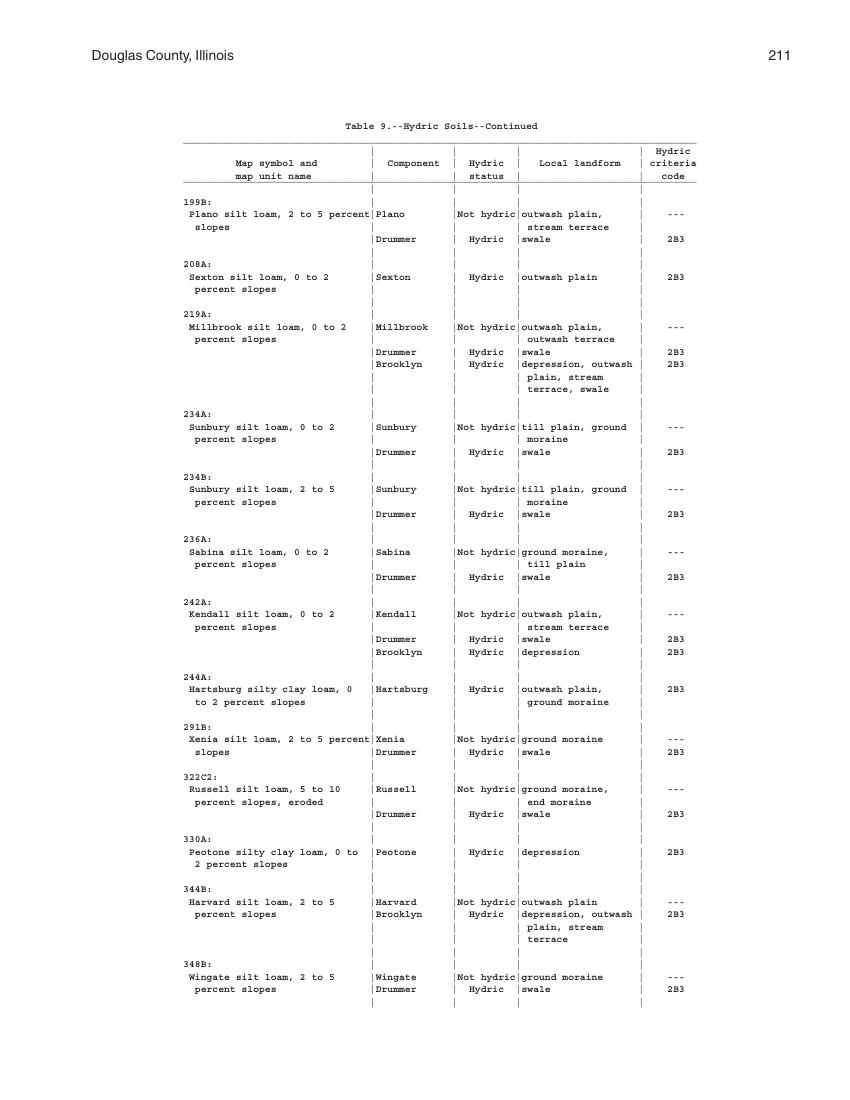 Douglas County, Illinois 211
Table 9.--Hydric Soils--Continued
Hydric
Map symbol and Component Hydric Local landform criteria
map unit name status code
199B:
Plano silt loam, 2 to 5 percent Plano Not hydric outwash plain, ---
slopes stream terrace
Drummer Hydric swale 2B3
208A:
Sexton silt loam, 0 to 2 Sexton Hydric outwash plain 2B3
percent slopes
219A:
Millbrook silt loam, 0 to 2 Millbrook Not hydric outwash plain, ---
percent slopes outwash terrace
Drummer Hydric swale 2B3
Brooklyn Hydric depression, outwash 2B3
plain, stream
terrace, swale
234A:
Sunbury silt loam, 0 to 2 Sunbury Not hydric till plain, ground ---
percent slopes moraine
Drummer Hydric swale 2B3
234B:
Sunbury silt loam, 2 to 5 Sunbury Not hydric till plain, ground ---
percent slopes moraine
Drummer Hydric swale 2B3
236A:
Sabina silt loam, 0 to 2 Sabina Not hydric ground moraine, ---
percent slopes till plain
Drummer Hydric swale 2B3
242A:
Kendall silt loam, 0 to 2 Kendall Not hydric outwash plain, ---
percent slopes stream terrace
Drummer Hydric swale 2B3
Brooklyn Hydric depression 2B3
244A:
Hartsburg silty clay loam, 0 Hartsburg Hydric outwash plain, 2B3
to 2 percent slopes ground moraine
291B:
Xenia silt loam, 2 to 5 percent Xenia Not hydric ground moraine ---
slopes Drummer Hydric swale 2B3
322C2:
Russell silt loam, 5 to 10 Russell Not hydric ground moraine, ---
percent slopes, eroded end moraine
Drummer Hydric swale 2B3
330A:
Peotone silty clay loam, 0 to Peotone Hydric depression 2B3
2 percent slopes
344B:
Harvard silt loam, 2 to 5 Harvard Not hydric outwash plain ---
percent slopes Brooklyn Hydric depression, outwash 2B3
plain, stream
terrace
348B:
Wingate silt loam, 2 to 5 Wingate Not hydric ground moraine ---
percent slopes Drummer Hydric swale 2B3